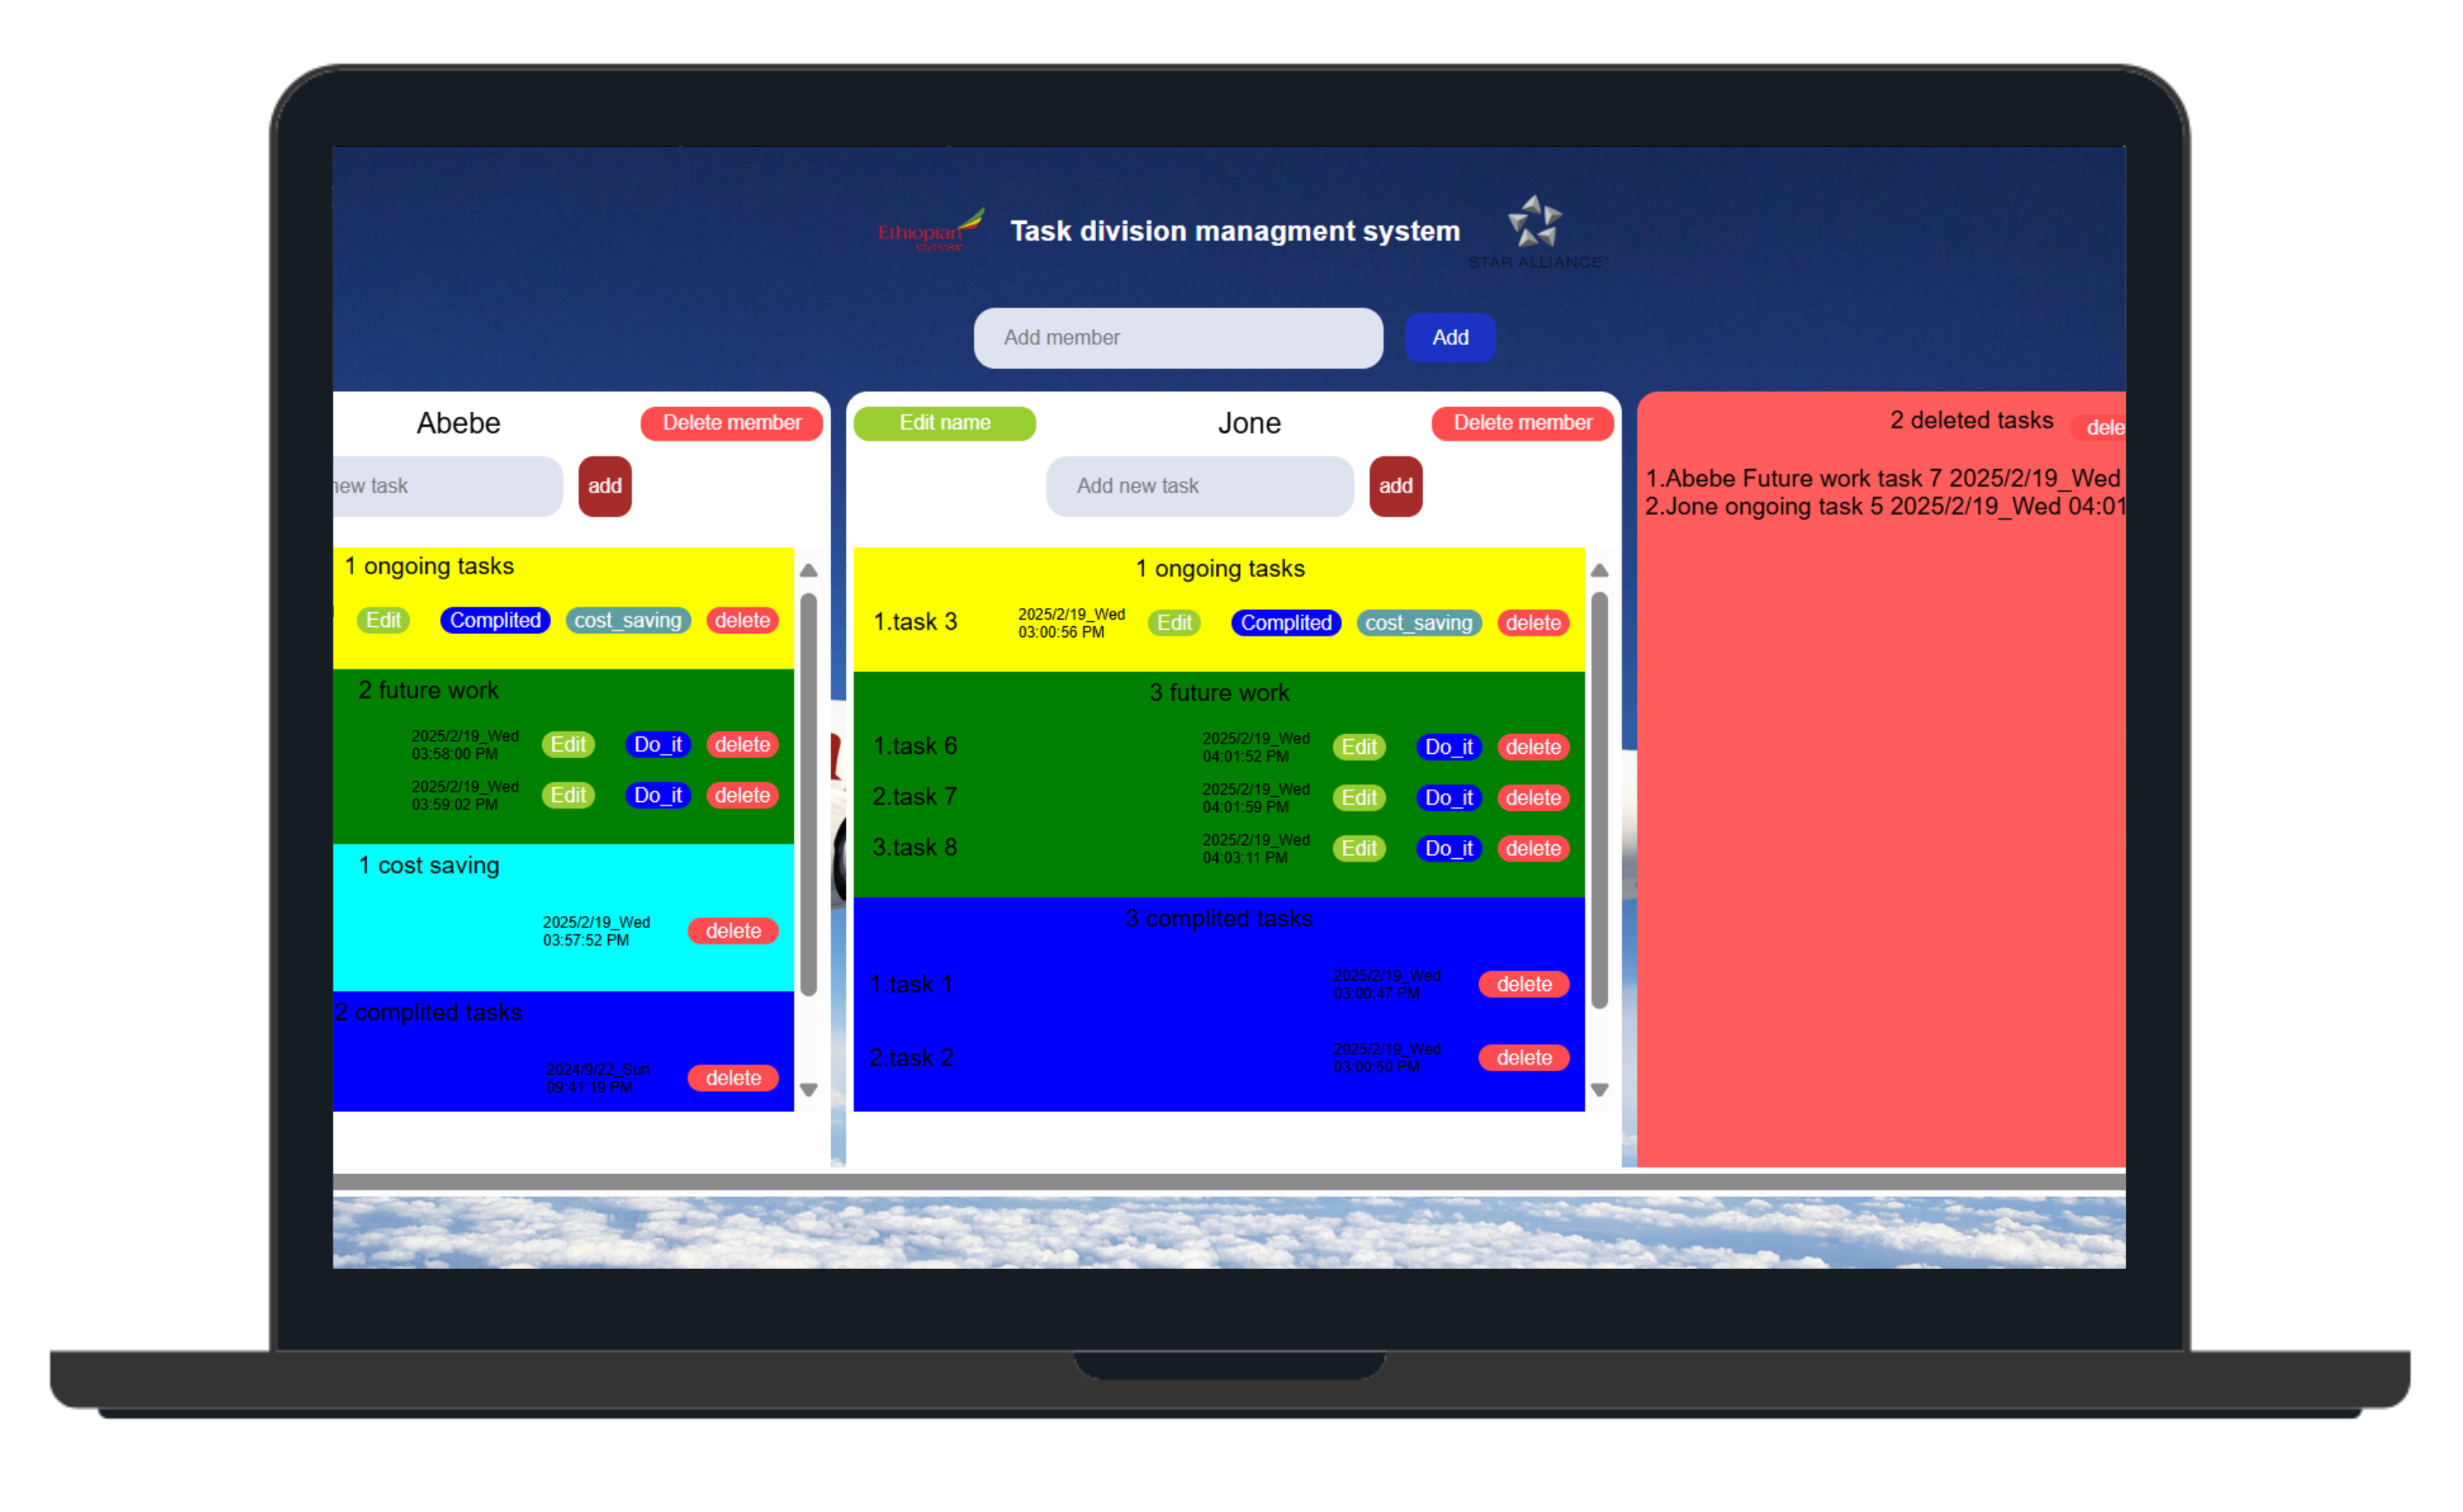 Ethiopian
Task division managment system
STAR ALLIANCE
Add member
Add
Abebe
Delete member
new task
add
1 ongoing tasks
Edit
Complited
cost_saving
delete
2 future work
2025/2/19_Wed
03:58:00 PM
Edit
Do_it
delete
2025/2/19_Wed
03:59:02 PM
Edit
Do_it
delete
1 cost saving
2025/2/19_Wed
03:57:52 PM
delete
2 complited tasks
2024/9/22_Sun
09:41:19 PM
delete
Edit name
Jone
Delete member
Add new task
add
1 ongoing tasks
1.task 3
2025/2/19_Wed
03:00:56 PM
Edit
Complited
cost_saving
delete
3 future work
1.task 6
2025/2/19_Wed
04:01:52 PM
Edit
Do_it
delete
2.task 7
2025/2/19_Wed
04:01:59 PM
Edit
Do_it
delete
3.task 8
2025/2/19_Wed
04:03:11 PM
Edit
Do_it
delete
3 complited tasks
1.task 1
2025/2/19_Wed
03:00:47 PM
delete
2.task 2
2025/2/19_Wed
03:00:50 PM
delete
2 deleted tasks
dele
1.Abebe Future work task 7 2025/2/19_Wed
2.Jone ongoing task 5 2025/2/19_Wed 04:01